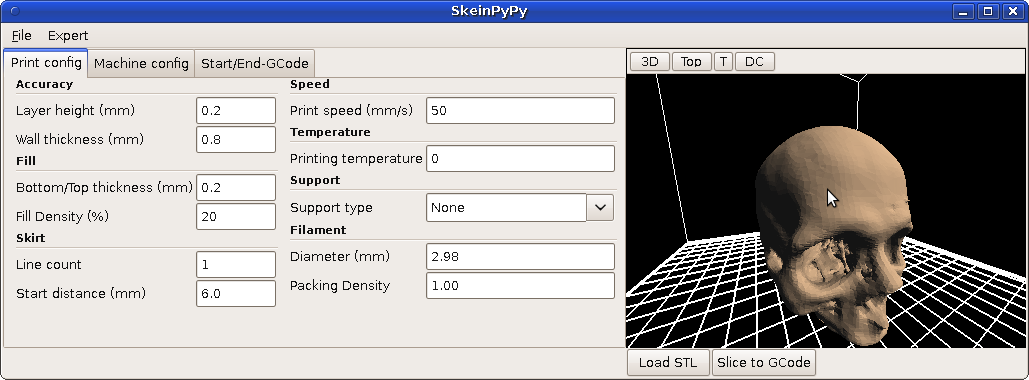 SkeinPyPy
File Expert
Print config Machine config Start/End-GCode
Accuracy
Layer height (mm) 0.2
Wall thickness (mm) 0.8
Fill
Bottom/Top thickness (mm) 0.2
Fill Density (%) 20
Skirt
Line count 1
Start distance (mm) 6.0
Speed
Print speed (mm/s) 50
Temperature
Printing temperature 0
Support
Support type None
Filament
Diameter (mm) 2.98
Packing Density 1.00
3D Top T DC
Load STL Slice to GCode